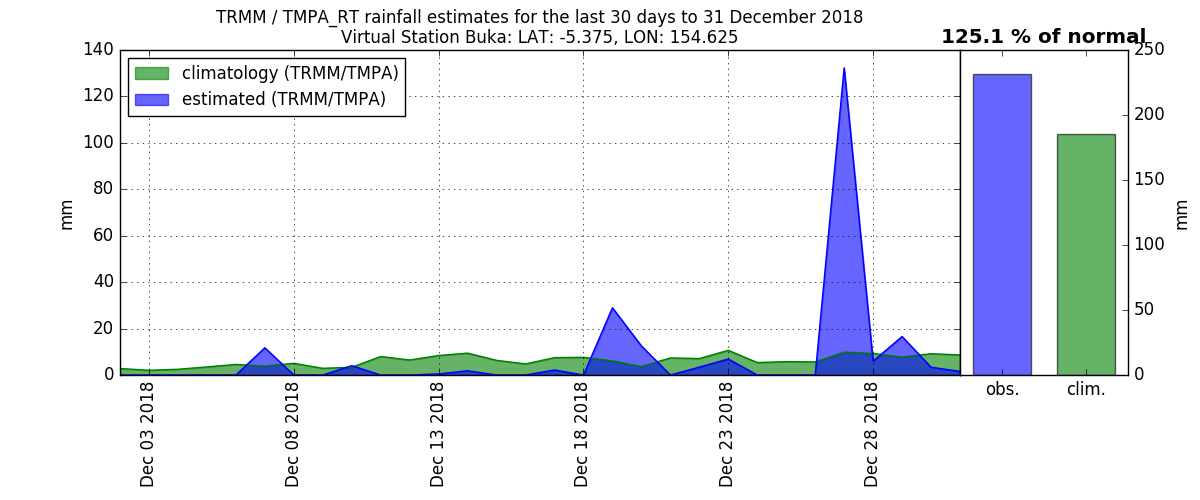 TRMM / TMPA_RT rainfall estimates for the last 30 days to 31 December 2018
Virtual Station Buka: LAT: -5.375, LON: 154.625
125.1 % of normal
climatology (TRMM/TMPA)
estimated (TRMM/TMPA)
140
120
100
80
60
40
20
0
mm
Dec 03 2018
Dec 08 2018
Dec 13 2018
Dec 18 2018
Dec 23 2018
Dec 28 2018
obs.
clim.
250
200
150
100
50
0
mm